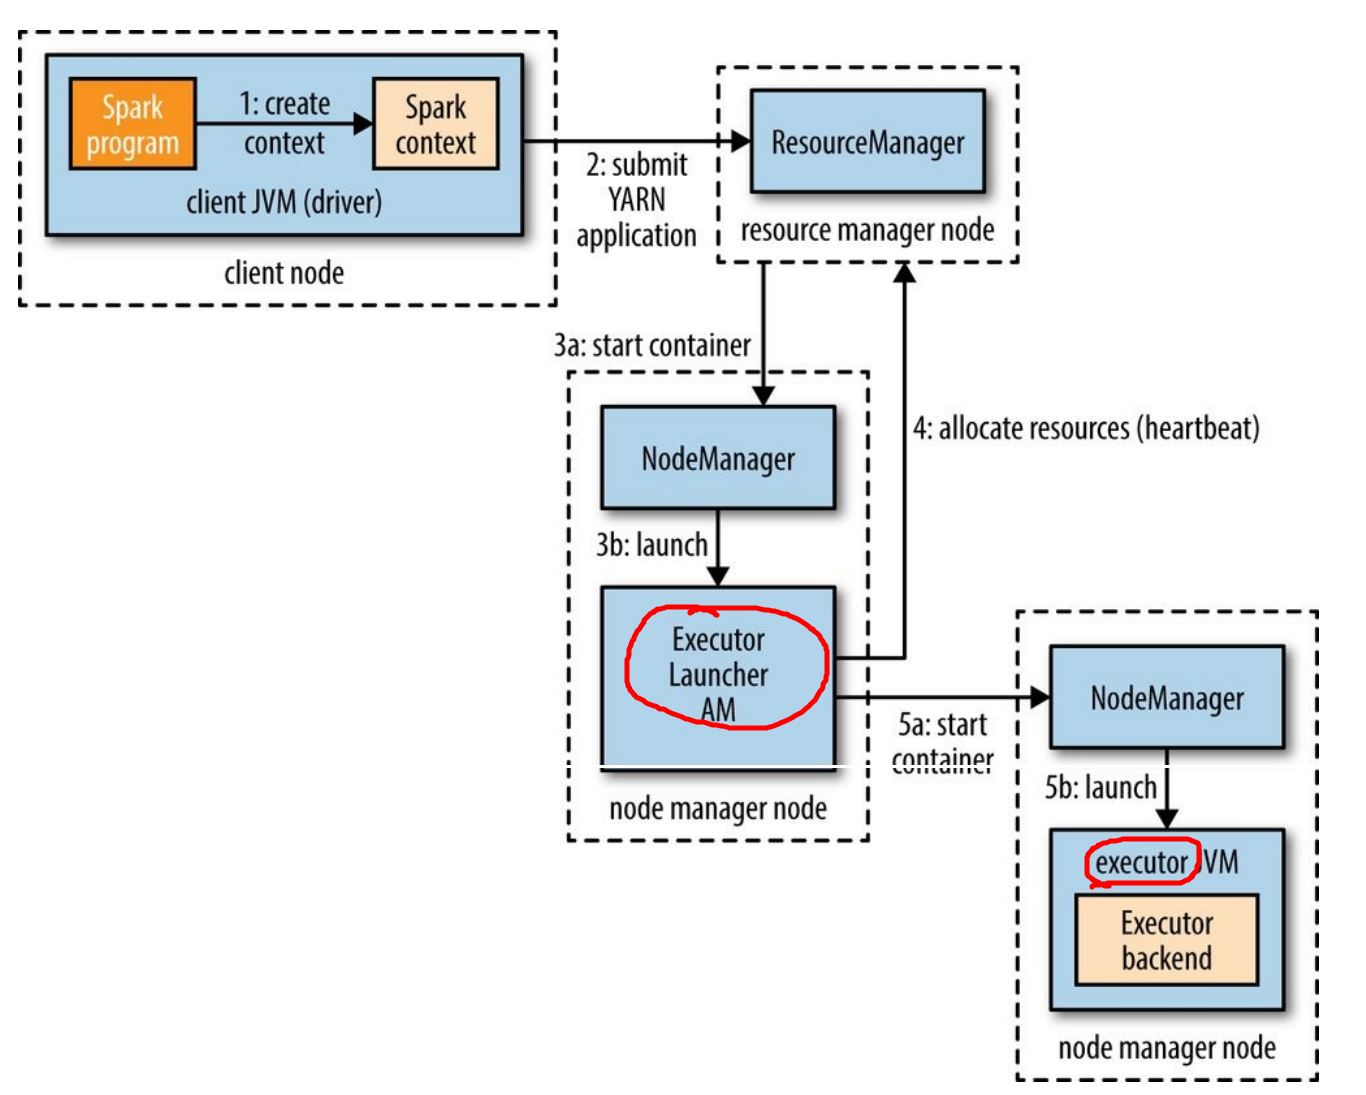 Spark
program
1: create
context
Spark
context
client JVM (driver)
client node
2: submit
YARN
application
ResourceManager
resource manager node
3a: start container
NodeManager
3b: launch
Executor
Launcher
AM
node manager node
4: allocate resources (heartbeat)
5a: start
container
NodeManager
5b: launch
executor JVM
Executor
backend
node manager node